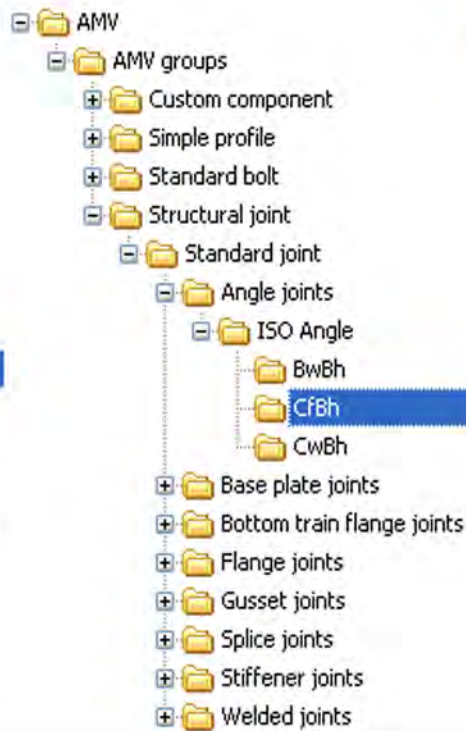 AMV
AMV groups
Custom component
Simple profile
Standard bolt
Structural joint
Standard joint
Angle joints
ISO Angle
BwBh
CfBh
CwBh
Base plate joints
Bottom train flange joints
Flange joints
Gusset joints
Splice joints
Stiffener joints
Welded joints